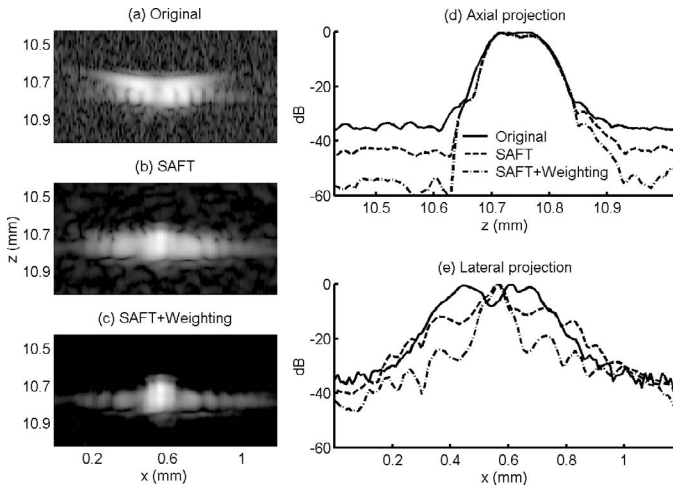 (a) Original
10.5
10.7
10.9
(b) SAFT
10.5
10.7
10.9
z (mm)
(c) SAFT+Weighting
10.5
10.7
10.9
0.2 0.6 1
x (mm)
(d) Axial projection
0
-20
-40
-60
dB
Original
SAFT
SAFT+Weighting
10.5 10.6 10.7 10.8 10.9
z (mm)
(e) Lateral projection
0
-20
-40
-60
dB
0.2 0.4 0.6 0.8 1
x (mm)